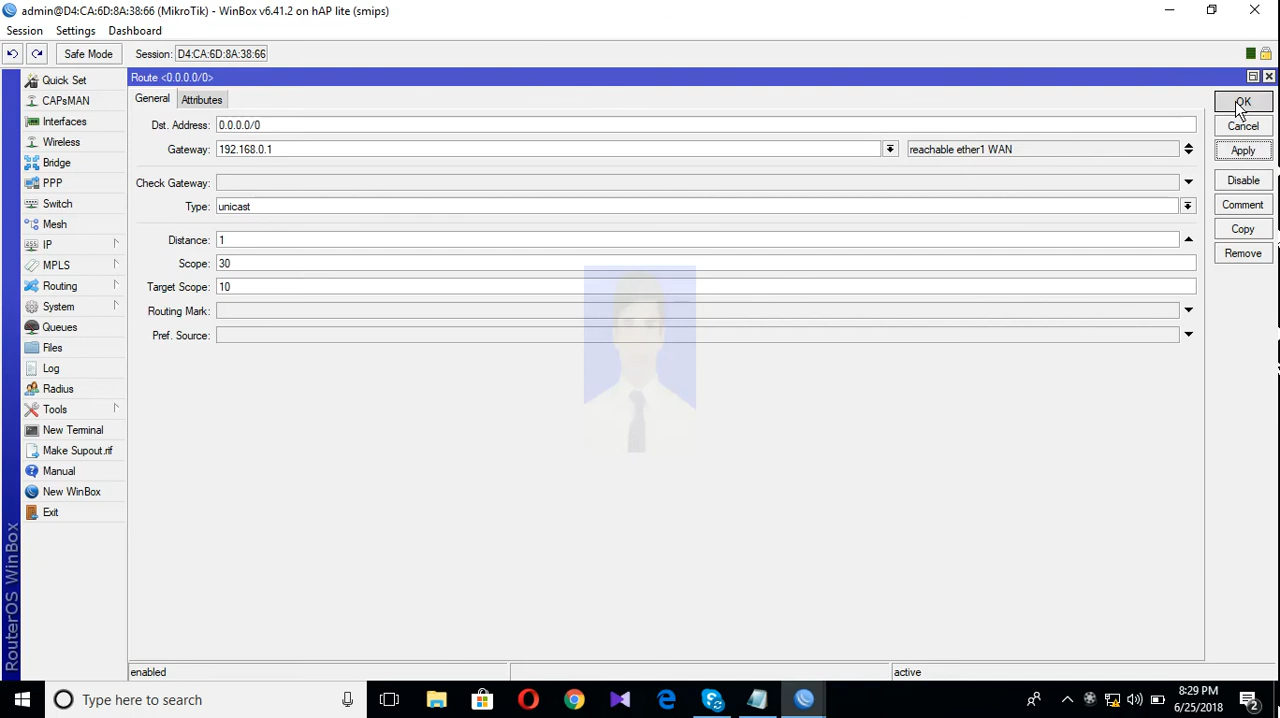 admin@D4:CA:6D:8A:38:66 (MikroTik) - WinBox v6.41.2 on hAP lite (smips)
Session Settings Dashboard
Safe Mode Session: D4:CA:6D:8A:38:66
Route <0.0.0.0/0>
Quick Set
CAPsMAN
Interfaces
Wireless
Bridge
PPP
Switch
Mesh
IP
MPLS
Routing
System
Queues
Files
Log
Radius
Tools
New Terminal
Make Supout.rif
Manual
New WinBox
Exit
RouterOS WinBox
General Attributes
Dst. Address: 0.0.0.0/0
Gateway: 192.168.0.1 reachable ether1 WAN
Check Gateway:
Type: unicast
Distance: 1
Scope: 30
Target Scope: 10
Routing Mark:
Pref. Source:
OK
Cancel
Apply
Disable
Comment
Copy
Remove
enabled active
Type here to search
8:29 PM
6/25/2018
2